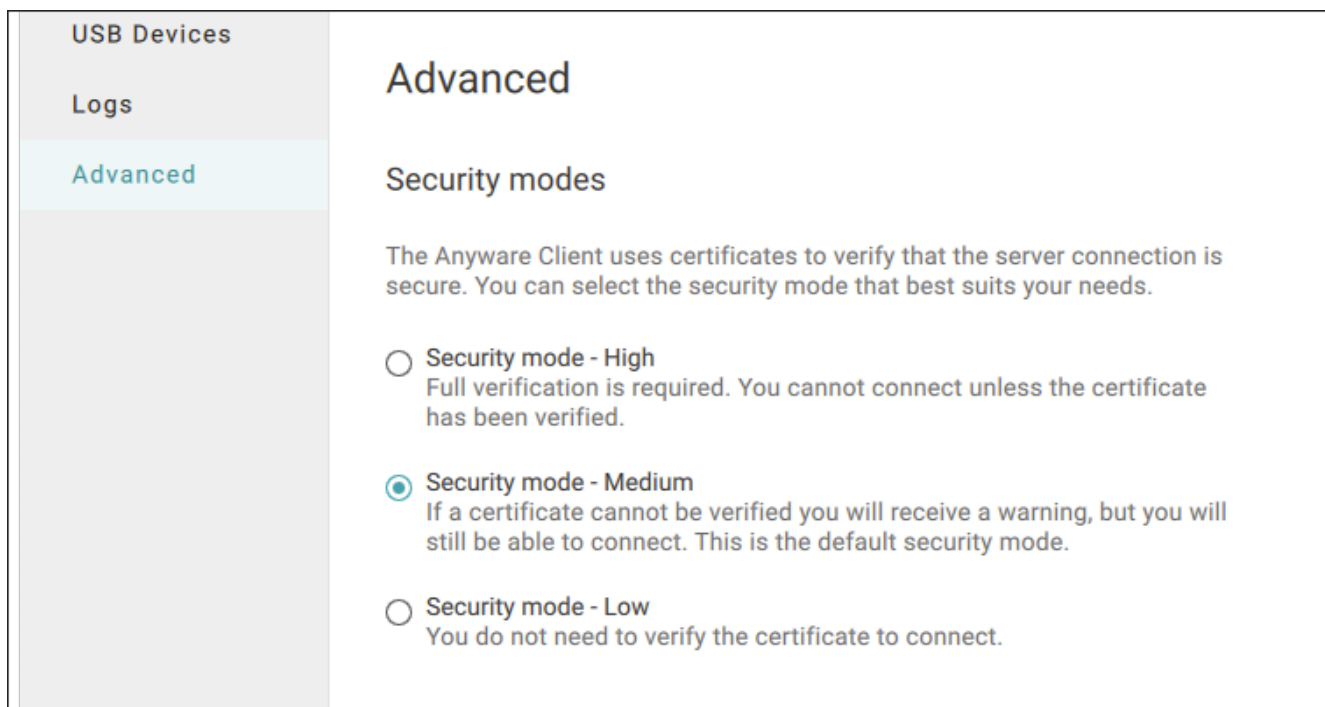 USB Devices
Logs
Advanced
Advanced
Security modes
The Anyware Client uses certificates to verify that the server connection is
secure. You can select the security mode that best suits your needs.
Security mode - High
Full verification is required. You cannot connect unless the certificate
has been verified.
Security mode - Medium
If a certificate cannot be verified you will receive a warning, but you will
still be able to connect. This is the default security mode.
Security mode - Low
You do not need to verify the certificate to connect.